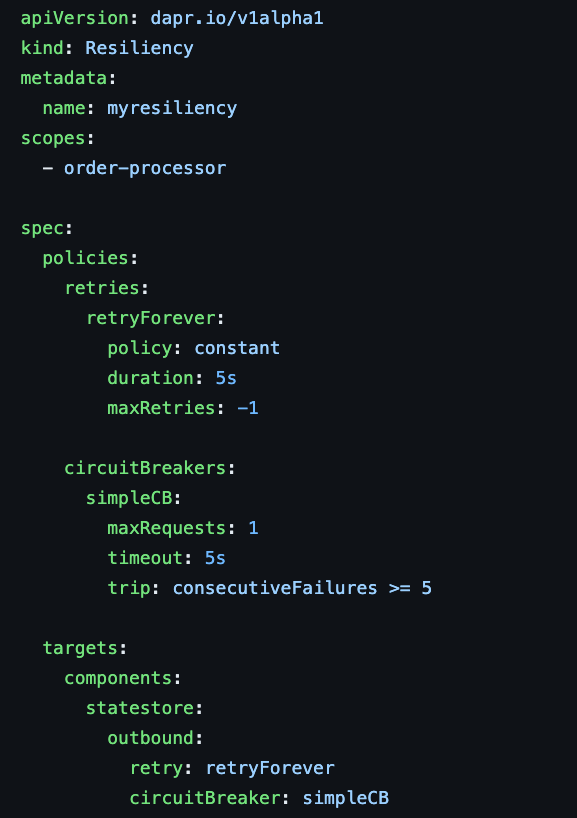 apiVersion: dapr.io/v1alpha1
kind: Resiliency
metadata:
  name: myresiliency
scopes:
  - order-processor

spec:
  policies:
    retries:
      retryForever:
        policy: constant
        duration: 5s
        maxRetries: -1

    circuitBreakers:
      simpleCB:
        maxRequests: 1
        timeout: 5s
        trip: consecutiveFailures >= 5

  targets:
    components:
      statestore:
        outbound:
          retry: retryForever
          circuitBreaker: simpleCB